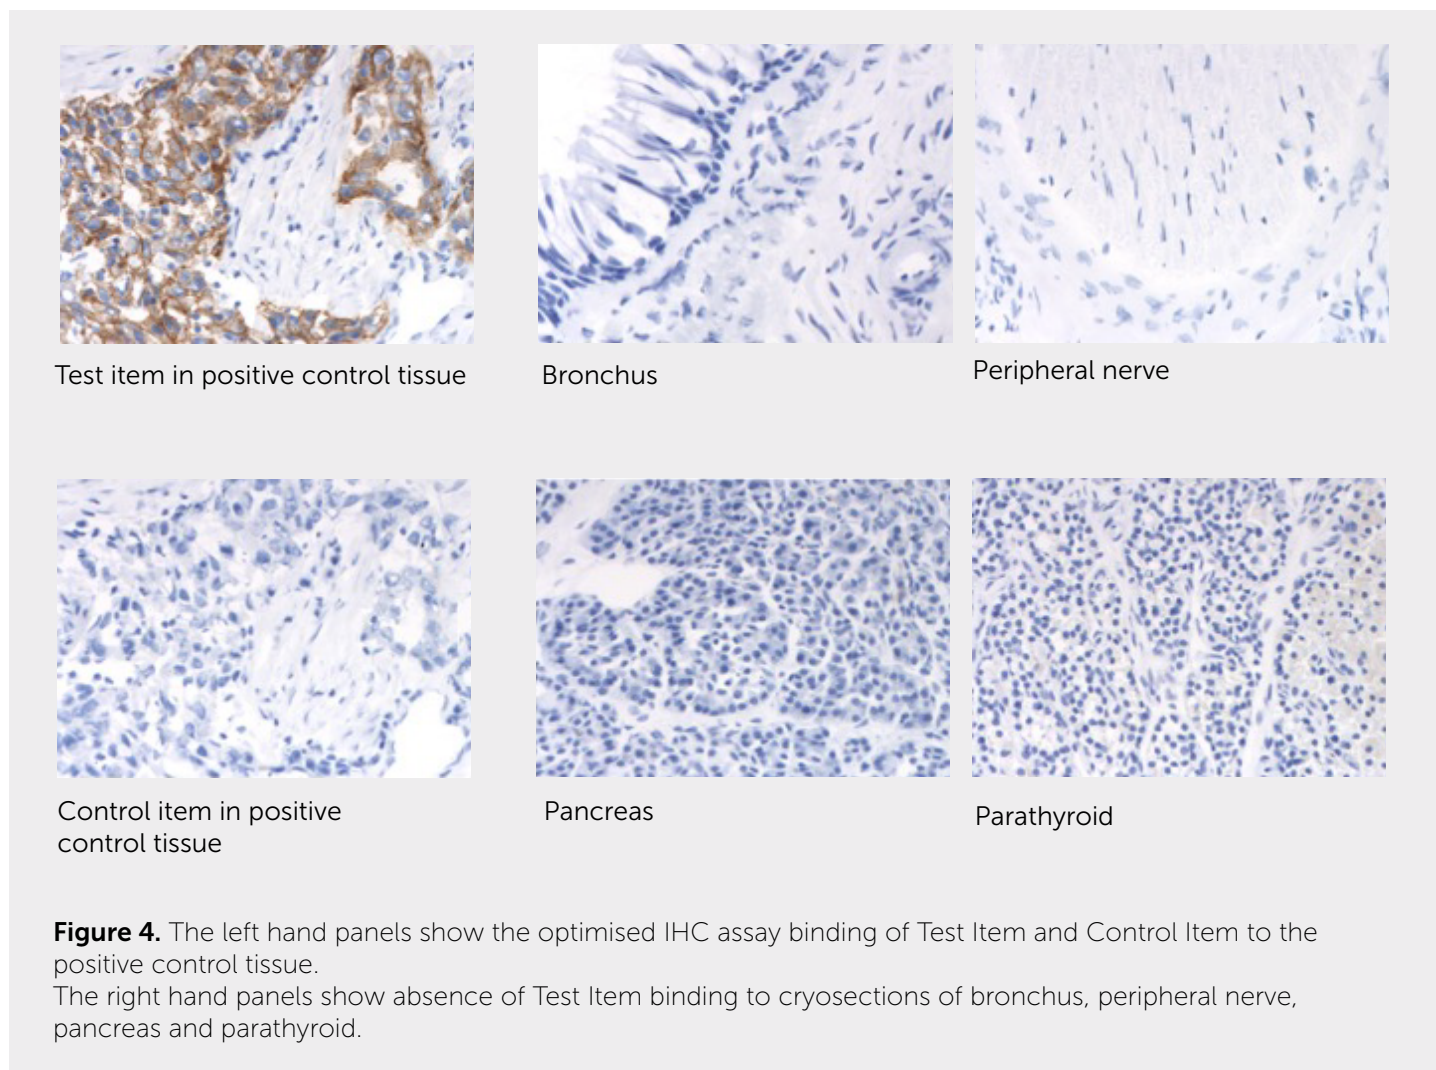 Test item in positive control tissue
Bronchus
Peripheral nerve
Control item in positive
control tissue
Pancreas
Parathyroid
Figure 4. The left hand panels show the optimised IHC assay binding of Test Item and Control Item to the
positive control tissue.
The right hand panels show absence of Test Item binding to cryosections of bronchus, peripheral nerve,
pancreas and parathyroid.